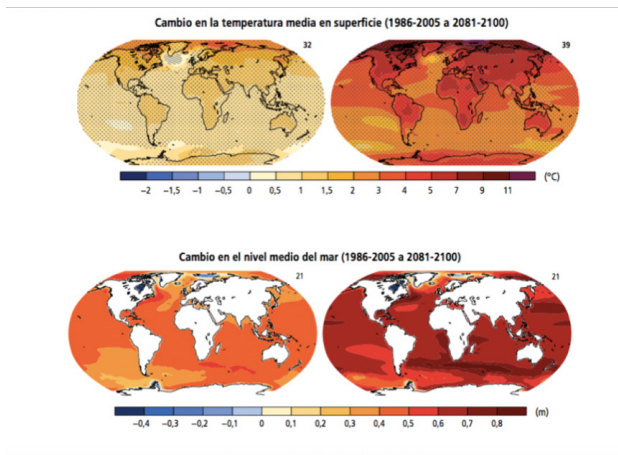 Cambio en la temperatura media en superficie (1986-2005 a 2081-2100)
32
39
(°C)
−2 −1,5 −1 −0,5 0 0,5 1 1,5 2 3 4 5 7 9 11
Cambio en el nivel medio del mar (1986-2005 a 2081-2100)
21
21
(m)
−0,4 −0,3 −0,2 −0,1 0 0,1 0,2 0,3 0,4 0,5 0,6 0,7 0,8